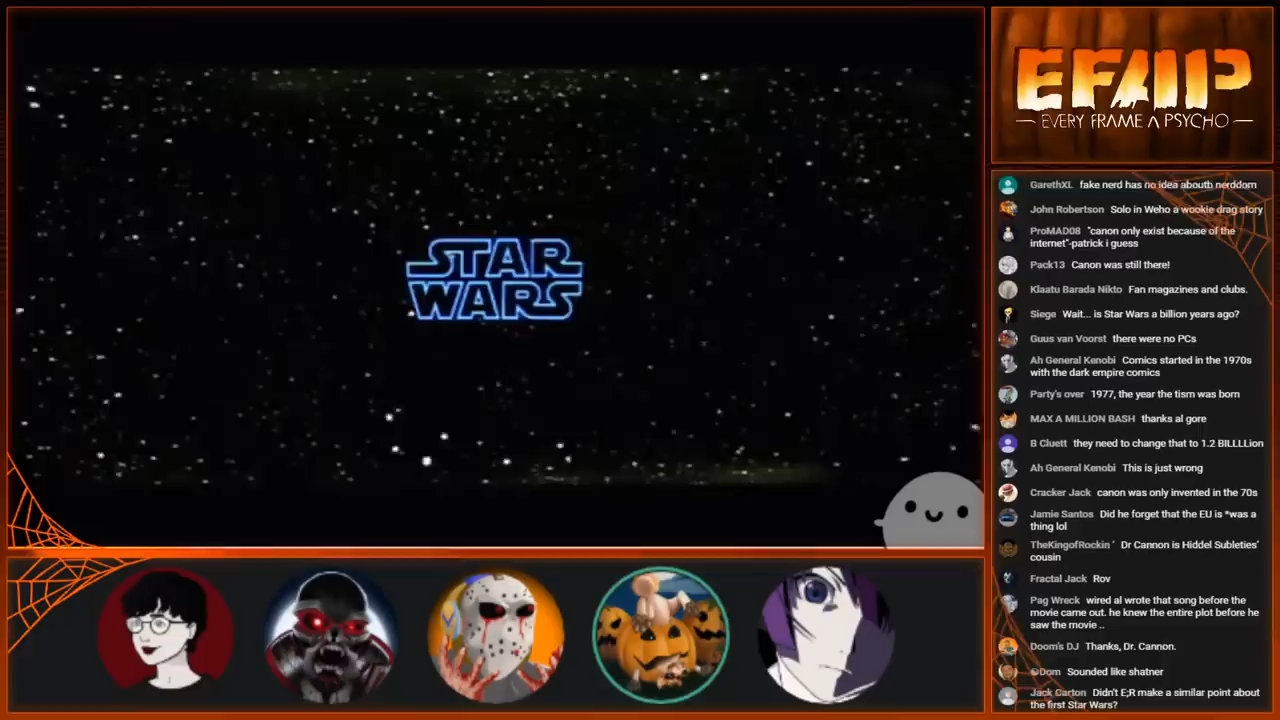 STAR
WARS
EFAP
— EVERY FRAME A PSYCHO —
GarethXL fake nerd has no idea aboutb nerddom
John Robertson Solo in Weho a wookie drag story
ProMAD08 "canon only exist because of the
internet"-patrick i guess
Pack13 Canon was still there!
Klaatu Barada Nikto Fan magazines and clubs.
Siege Wait... is Star Wars a billion years ago?
Guus van Voorst there were no PCs
Ah General Kenobi Comics started in the 1970s
with the dark empire comics
Party's over 1977, the year the tism was born
MAX A MILLION BASH thanks al gore
B Cluett they need to change that to 1.2 BILLLLion
Ah General Kenobi This is just wrong
Cracker Jack canon was only invented in the 70s
Jamie Santos Did he forget that the EU is *was a
thing lol
TheKingofRockin ' Dr Cannon is Hiddel Subleties'
cousin
Fractal Jack Rov
Pag Wreck wired al wrote that song before the
movie came out. he knew the entire plot before he
saw the movie ..
Doom's DJ Thanks, Dr. Cannon.
©Dom Sounded like shatner
Jack Carton Didn't E;R make a similar point about
the first Star Wars?